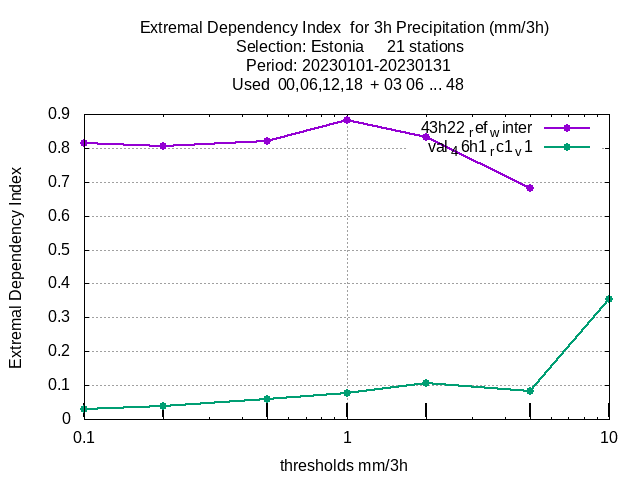 Extremal Dependency Index for 3h Precipitation (mm/3h)
Selection: Estonia 21 stations
Period: 20230101-20230131
Used 00,06,12,18 + 03 06 ... 48
43h22ref_winter
val46h1rc1v1
0.9
0.8
0.7
0.6
0.5
0.4
0.3
0.2
0.1
0
Extremal Dependency Index
0.1
1
10
thresholds mm/3h